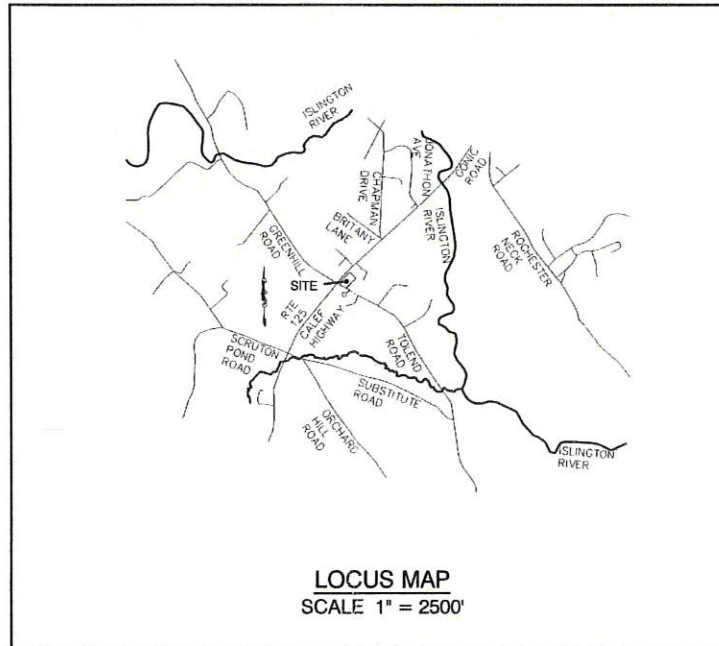 ISLINGTON
RIVER
CHAPMAN
DRIVE
JONATHON
AVE
ISLINGTON
RIVER
CONIC
ROAD
BRITANY
LANE
ROCHESTER
NECK
ROAD
GREENHILL
ROAD
SITE
RTE
125
CALEF
HIGHWAY
TOLEND
ROAD
SCRUTON
POND
ROAD
SUBSTITUTE
ROAD
ORCHARD
HILL
ROAD
ISLINGTON
RIVER
LOCUS MAP
SCALE 1" = 2500'